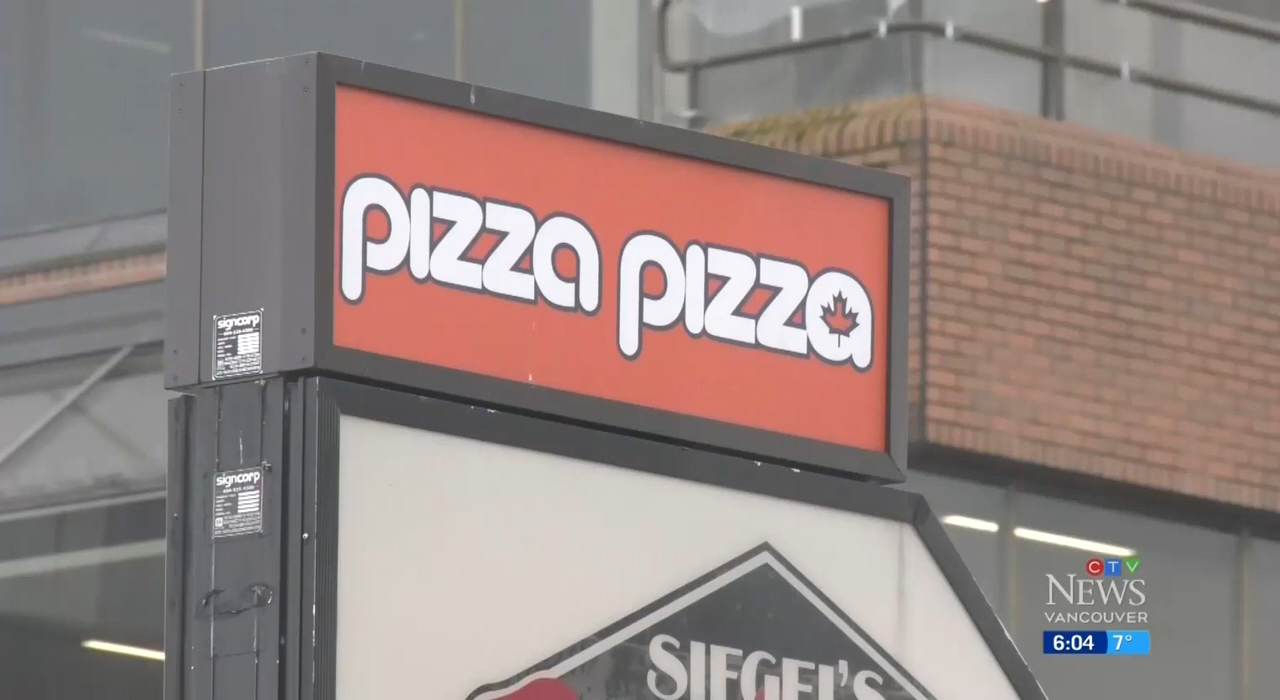 pizza pizza
signcorp
signcorp
SIEGEL'S
CTV
NEWS
VANCOUVER
6:04 7°